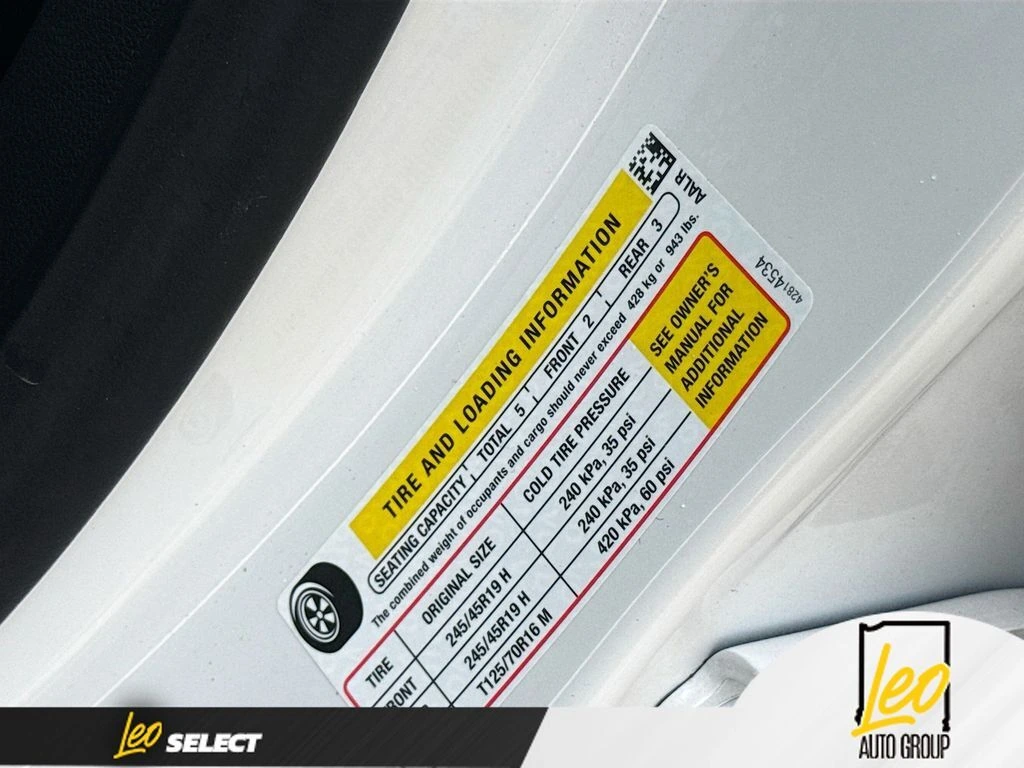 AALR
42814534
TIRE AND LOADING INFORMATION
SEATING CAPACITY TOTAL 5 FRONT 2 REAR 3
The combined weight of occupants and cargo should never exceed 428 kg or 943 lbs.
TIRE ORIGINAL SIZE COLD TIRE PRESSURE
RONT 245/45R19 H 240 kPa, 35 psi
245/45R19 H 240 kPa, 35 psi
T125/70R16 M 420 kPa, 60 psi
SEE OWNER'S
MANUAL FOR
ADDITIONAL
INFORMATION
Leo SELECT
Leo
AUTO GROUP